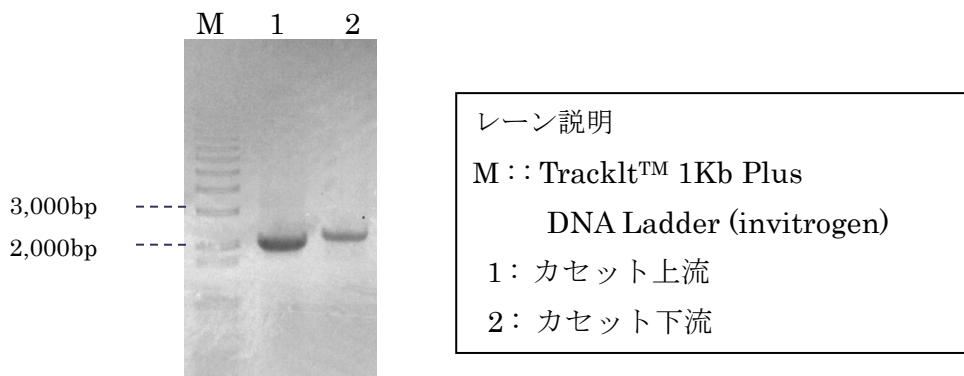 M 1 2
3,000bp
2,000bp
レーン説明
M：: Tracklt™ 1Kb Plus
DNA Ladder (invitrogen)
1：カセット上流
2：カセット下流